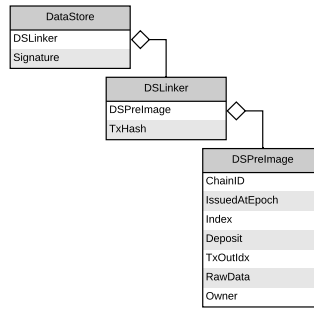 DataStore
DSLinker
Signature
DSLinker
DSPreImage
TxHash
DSPreImage
ChainID
IssuedAtEpoch
Index
Deposit
TxOutIdx
RawData
Owner